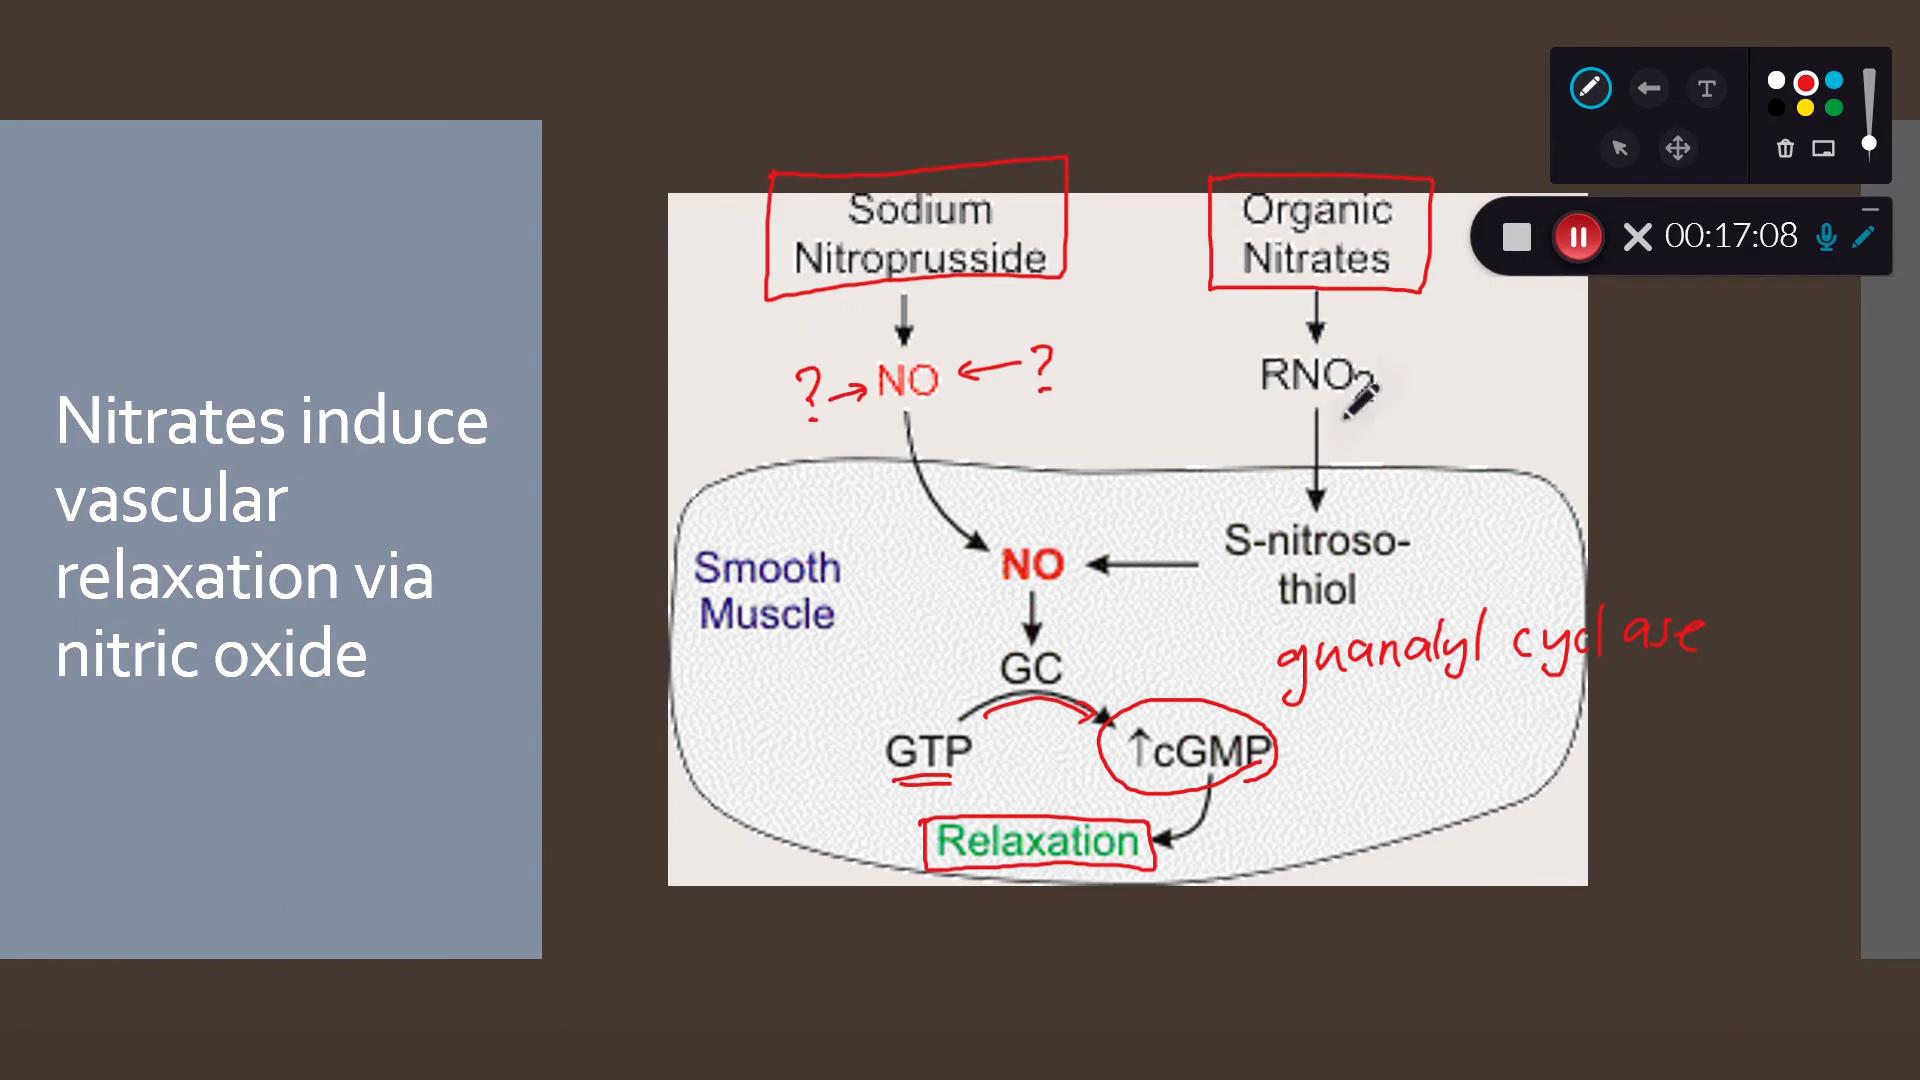 Nitrates induce
vascular
relaxation via
nitric oxide
Sodium
Nitroprusside
Organic
Nitrates
T
00:17:08
? → NO ← ?
RNO2
Smooth
Muscle
NO
S-nitroso-
thiol
guanalyl cyclase
GC
GTP
↑cGMP
Relaxation